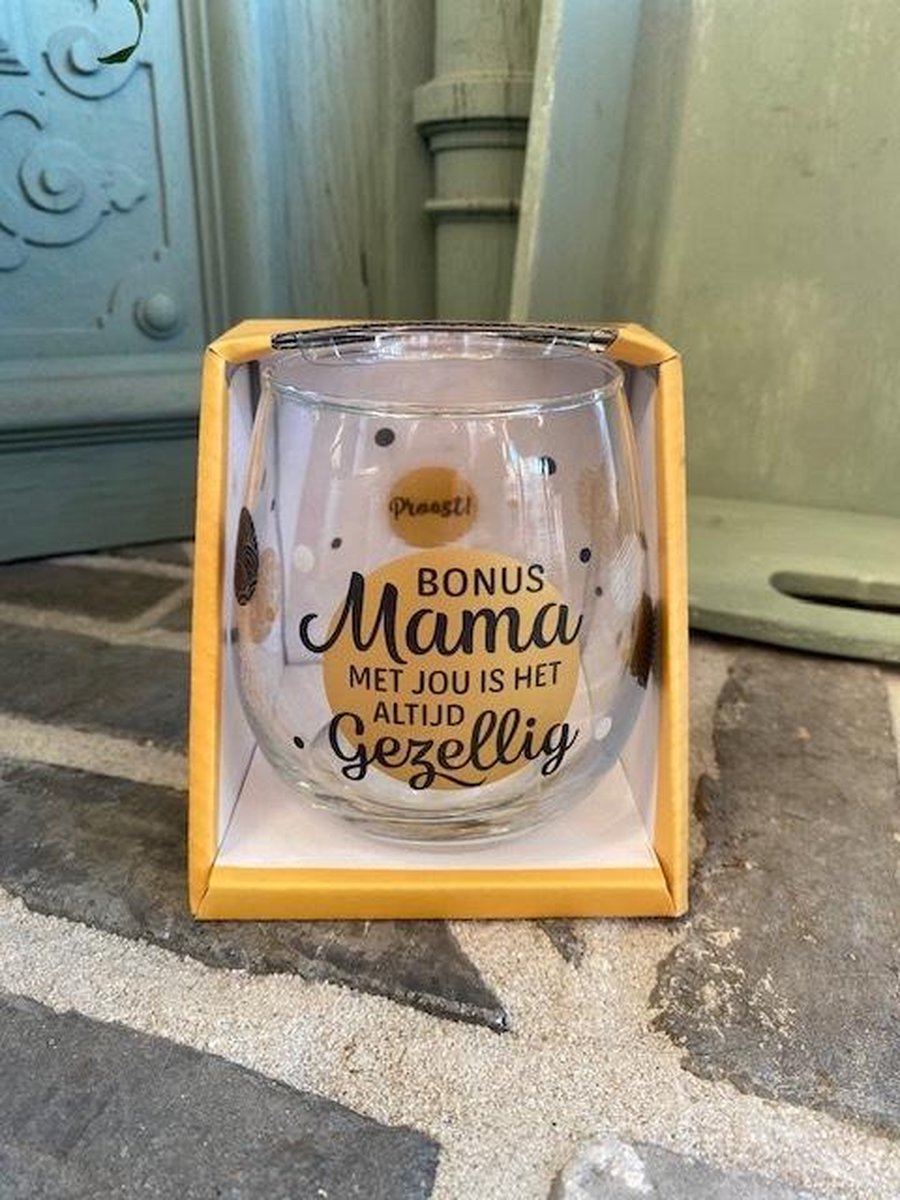 Proost!
BONUS
Mama
MET JOU IS HET
ALTIJD
Gezellig